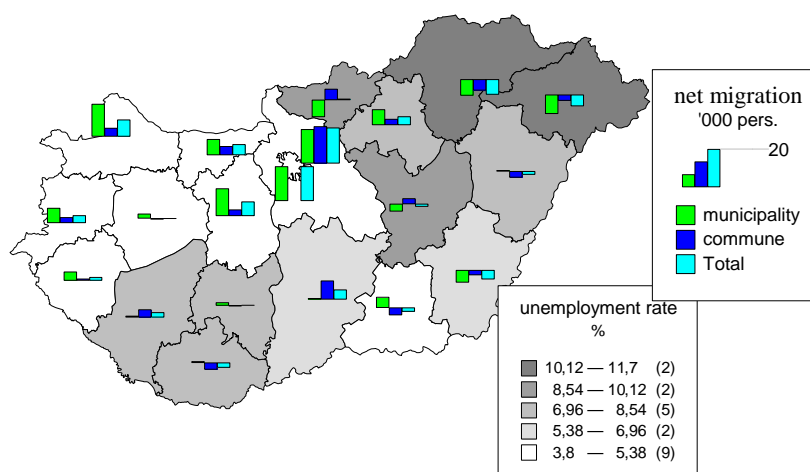 net migration
'000 pers.
20
municipality
commune
Total
unemployment rate
%
10,12 — 11,7 (2)
8,54 — 10,12 (2)
6,96 — 8,54 (5)
5,38 — 6,96 (2)
3,8 — 5,38 (9)